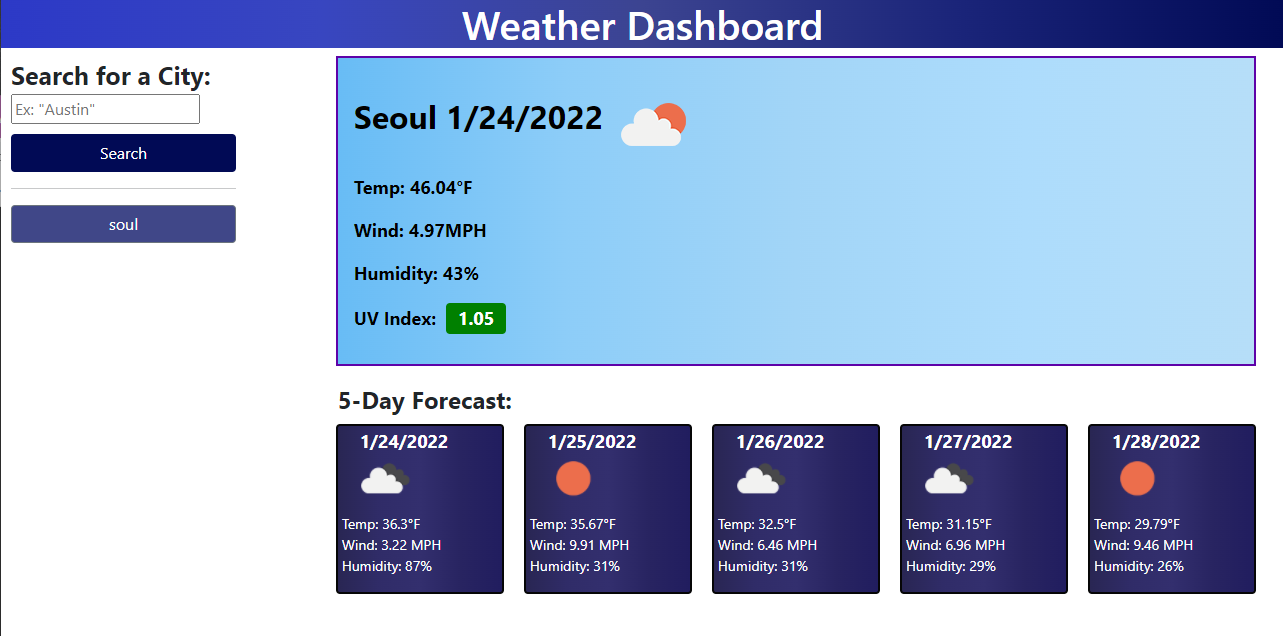 Weather Dashboard
Search for a City:
Ex: "Austin"
Search
soul
Seoul 1/24/2022
Temp: 46.04°F
Wind: 4.97MPH
Humidity: 43%
UV Index: 1.05
5-Day Forecast:
1/24/2022
Temp: 36.3°F
Wind: 3.22 MPH
Humidity: 87%
1/25/2022
Temp: 35.67°F
Wind: 9.91 MPH
Humidity: 31%
1/26/2022
Temp: 32.5°F
Wind: 6.46 MPH
Humidity: 31%
1/27/2022
Temp: 31.15°F
Wind: 6.96 MPH
Humidity: 29%
1/28/2022
Temp: 29.79°F
Wind: 9.46 MPH
Humidity: 26%